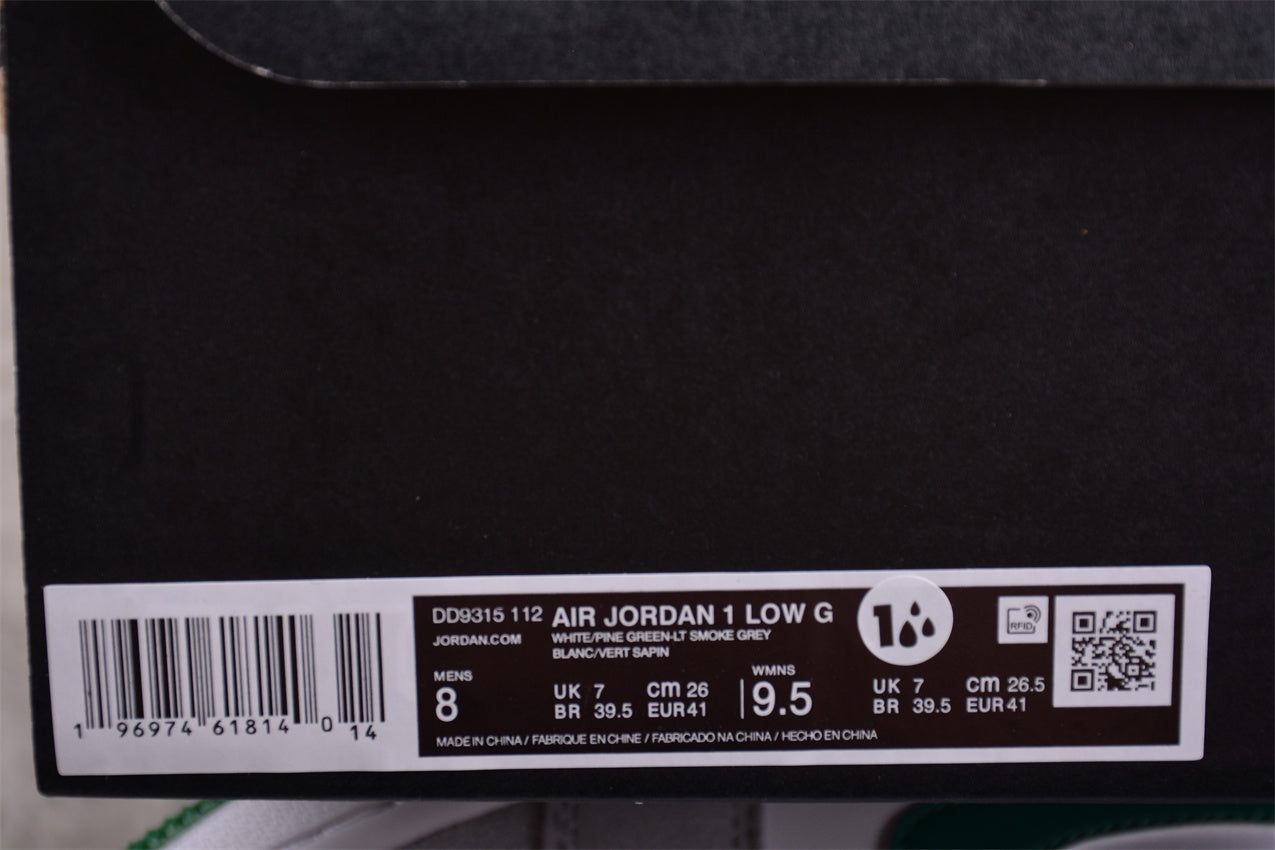 1 96974 61814 0 14
DD9315 112 AIR JORDAN 1 LOW G
JORDAN.COM
WHITE/PINE GREEN-LT SMOKE GREY
BLANC/VERT SAPIN
10
RFID
MENS
8
UK 7 cm 26
BR 39.5 EUR 41
WMNS
9.5
UK 7 cm 26.5
BR 39.5 EUR 41
MADE IN CHINA / FABRIQUE EN CHINE / FABRICADO NA CHINA / HECHO EN CHINA